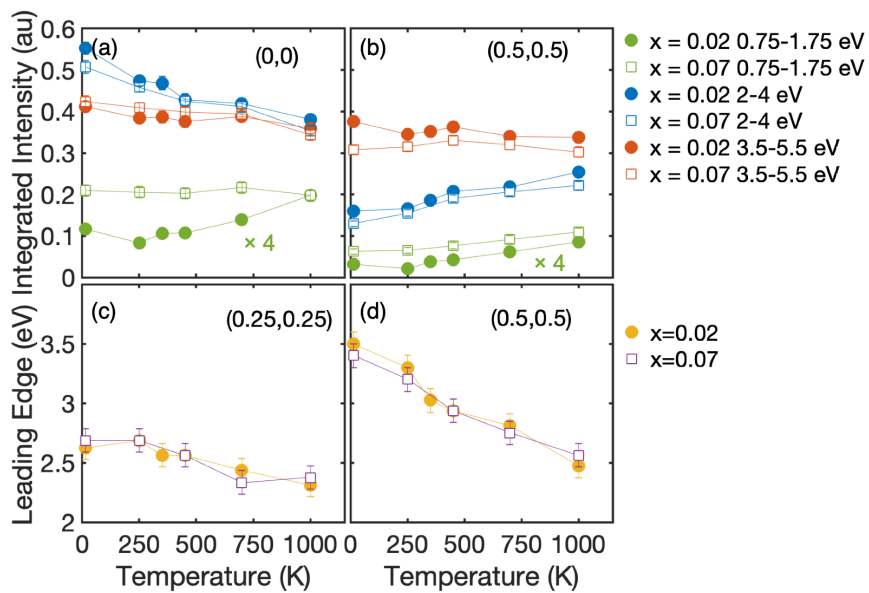 Integrated Intensity (au)
0.6
0.5
0.4
0.3
0.2
0.1
0
(a)
(0,0)
× 4
(b)
(0.5,0.5)
× 4
x = 0.02 0.75-1.75 eV
x = 0.07 0.75-1.75 eV
x = 0.02 2-4 eV
x = 0.07 2-4 eV
x = 0.02 3.5-5.5 eV
x = 0.07 3.5-5.5 eV
Leading Edge (eV)
3.5
3
2.5
2
(c)
(0.25,0.25)
(d)
(0.5,0.5)
x=0.02
x=0.07
0 250 500 750 1000
0 250 500 750 1000
Temperature (K)
Temperature (K)